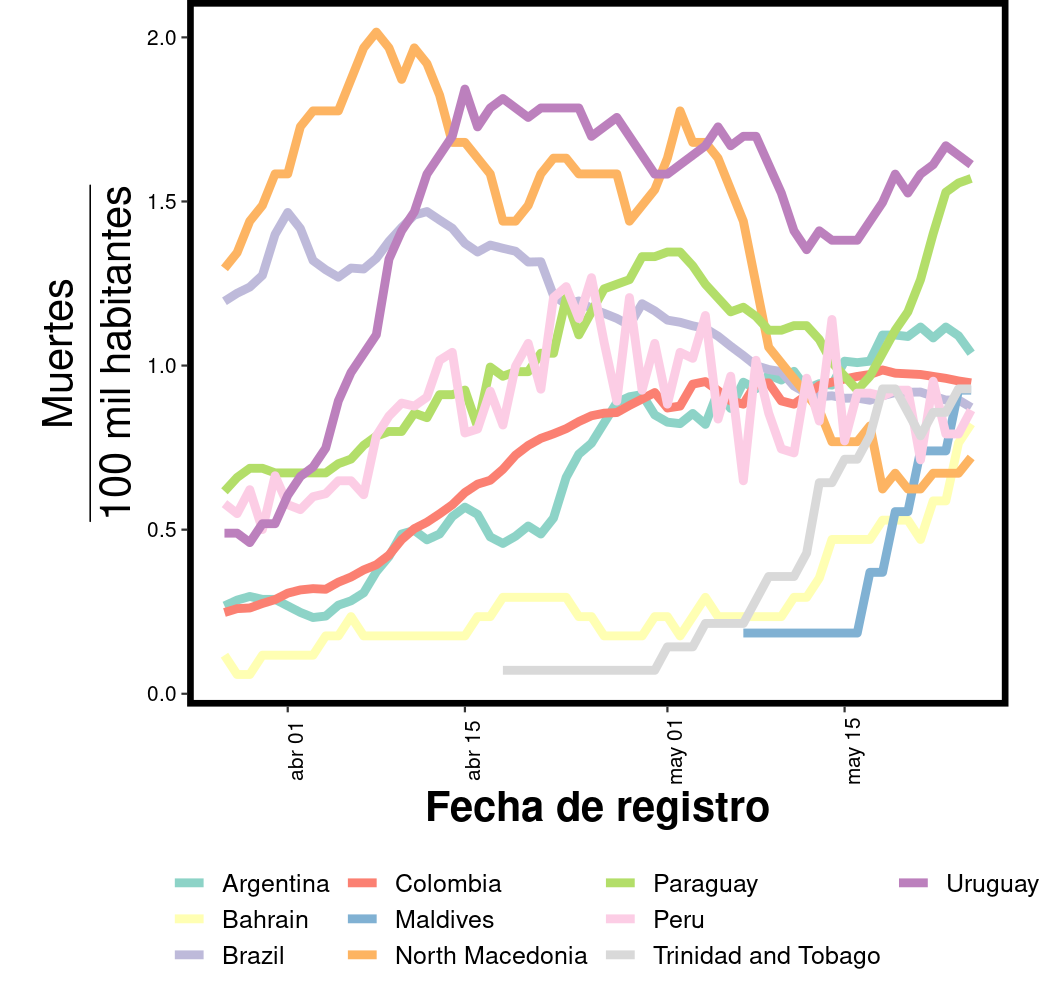 Muertes
100 mil habitantes
2.0
1.5
1.0
0.5
0.0
abr 01
abr 15
may 01
may 15
Fecha de registro
Argentina
Colombia
Paraguay
Uruguay
Bahrain
Maldives
Peru
Brazil
North Macedonia
Trinidad and Tobago